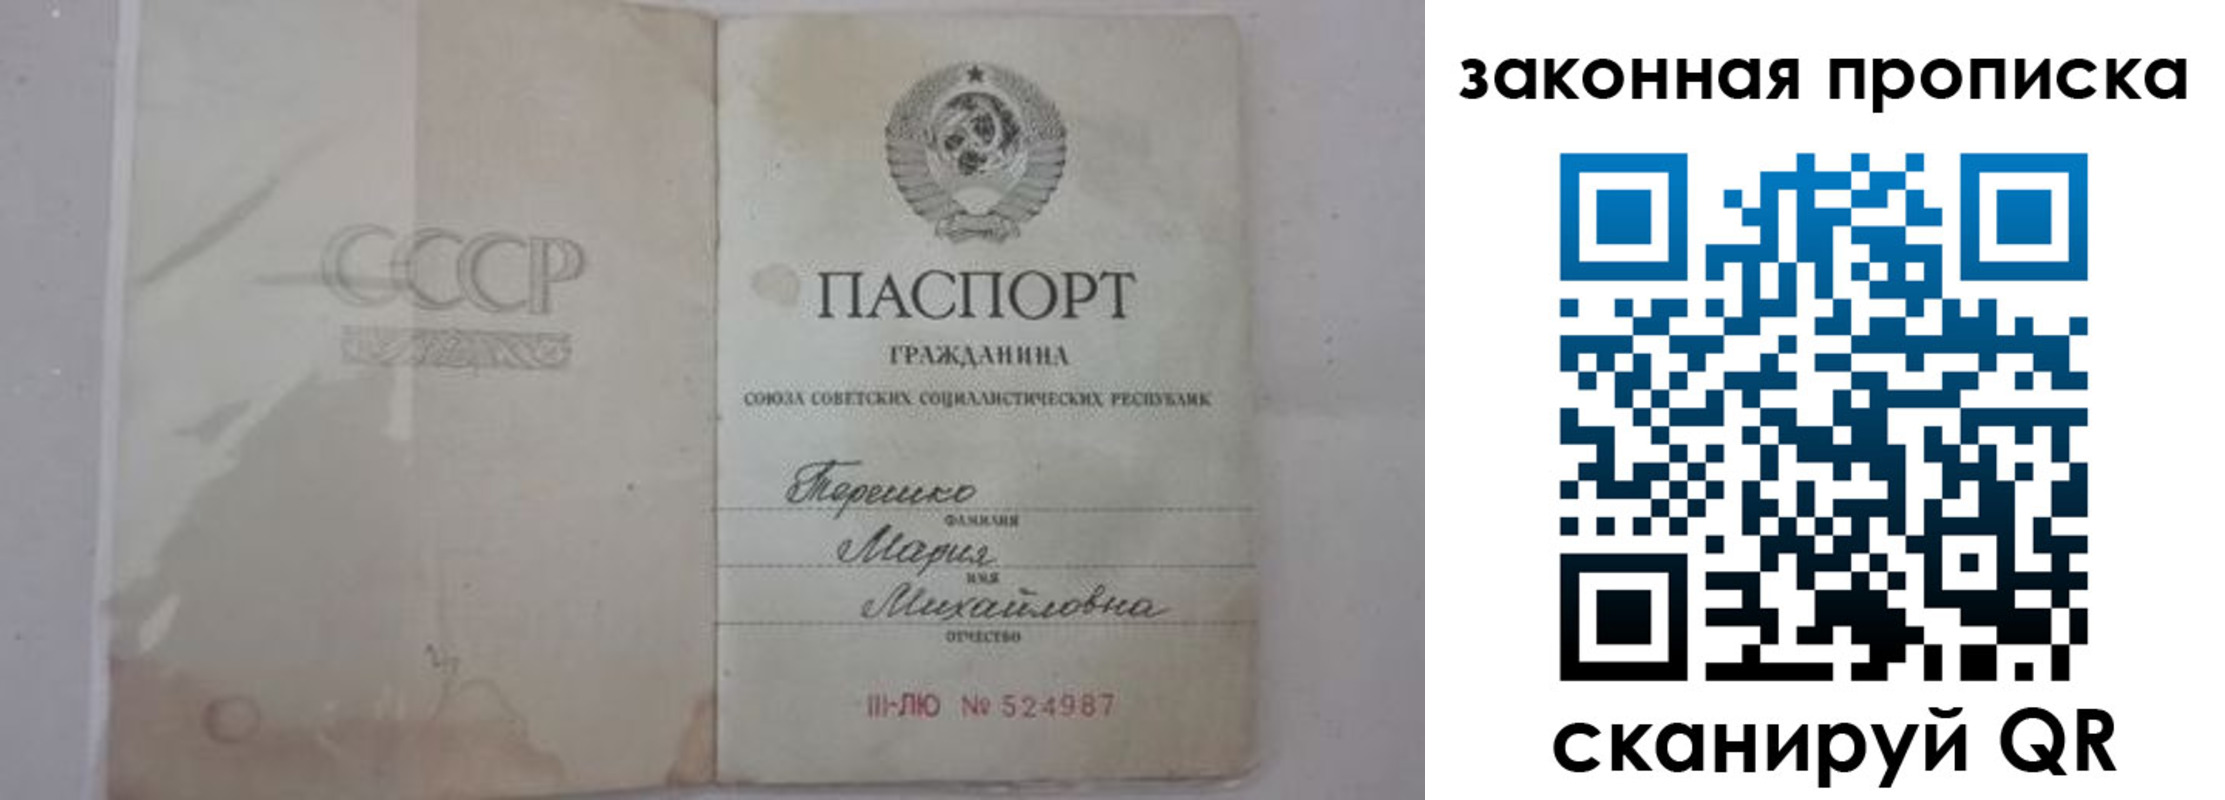 СССР
ПАСПОРТ
ГРАЖДАНИНА
СОЮЗА СОВЕТСКИХ СОЦИАЛИСТИЧЕСКИХ РЕСПУБЛИК
Терешко
ФАМИЛИЯ
Мария
ИМЯ
Михайловна
ОТЧЕСТВО
III-ЛЮ № 524987
законная прописка
сканируй QR